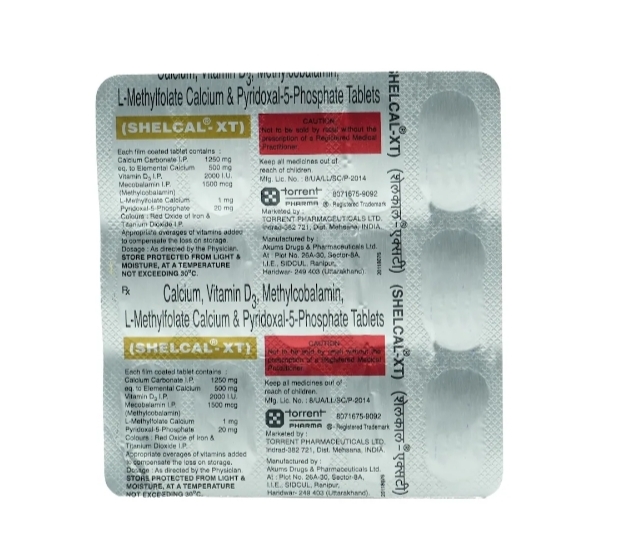 Calcium, Vitamin D3, Methylcobalamin,
L-Methylfolate Calcium & Pyridoxal-5-Phosphate Tablets
(SHELCAL®-XT)
Each film coated tablet contains :
Calcium Carbonate I.P. 1250 mg
eq. to Elemental Calcium 500 mg
Vitamin D3 I.P. 2000 I.U.
Mecobalamin I.P. 1500 mcg
(Methylcobalamin)
L-Methylfolate Calcium 1 mg
Pyridoxal-5-Phosphate 20 mg
Colours : Red Oxide of Iron &
Titanium Dioxide I.P.
Appropriate overages of vitamins added
to compensate the loss on storage.
Dosage : As directed by the Physician.
STORE PROTECTED FROM LIGHT &
MOISTURE, AT A TEMPERATURE
NOT EXCEEDING 30°C.
CAUTION
Not to be sold by retail without the
prescription of a Registered Medical
Practitioner.
Keep all medicines out of
reach of children.
Mfg. Lic. No. : 8/UA/LL/SC/P-2014
torrent
PHARMA
8071675-9092
®- Registered Trademark
Marketed by :
TORRENT PHARMACEUTICALS LTD.
Indrad-382 721, Dist. Mehsana, INDIA.
Manufactured by :
Akums Drugs & Pharmaceuticals Ltd.
At : Plot No. 26A-30, Sector-8A,
I.I.E., SIDCUL, Ranipur,
Haridwar- 249 403 (Uttarakhand).
SHELCAL®-XT) (शेलकाल®-एक्सटी)
Rx
Calcium, Vitamin D3, Methylcobalamin,
L-Methylfolate Calcium & Pyridoxal-5-Phosphate Tablets
(SHELCAL®-XT)
Each film coated tablet contains :
Calcium Carbonate I.P. 1250 mg
eq. to Elemental Calcium 500 mg
Vitamin D3 I.P. 2000 I.U.
Mecobalamin I.P. 1500 mcg
(Methylcobalamin)
L-Methylfolate Calcium 1 mg
Pyridoxal-5-Phosphate 20 mg
Colours : Red Oxide of Iron &
Titanium Dioxide I.P.
Appropriate overages of vitamins added
to compensate the loss on storage.
Dosage : As directed by the Physician
STORE PROTECTED FROM LIGHT &
MOISTURE, AT A TEMPERATURE
NOT EXCEEDING 30°C.
CAUTION
Not to be sold by retail without the
prescription of a Registered Medical
Practitioner.
Keep all medicines out of
reach of children.
Mfg. Lic. No. : 8/UA/LL/SC/P-2014
torrent
PHARMA
8071675-9092
®- Registered Trademark
Marketed by :
TORRENT PHARMACEUTICALS LTD.
Indrad-382 721, Dist. Mehsana, INDIA.
Manufactured by :
Akums Drugs & Pharmaceuticals Ltd.
At : Plot No. 26A-30, Sector-8A,
I.I.E., SIDCUL, Ranipur,
Haridwar- 249 403 (Uttarakhand).
(SHELCAL®-XT) (शेलकाल®-एक्सटी)